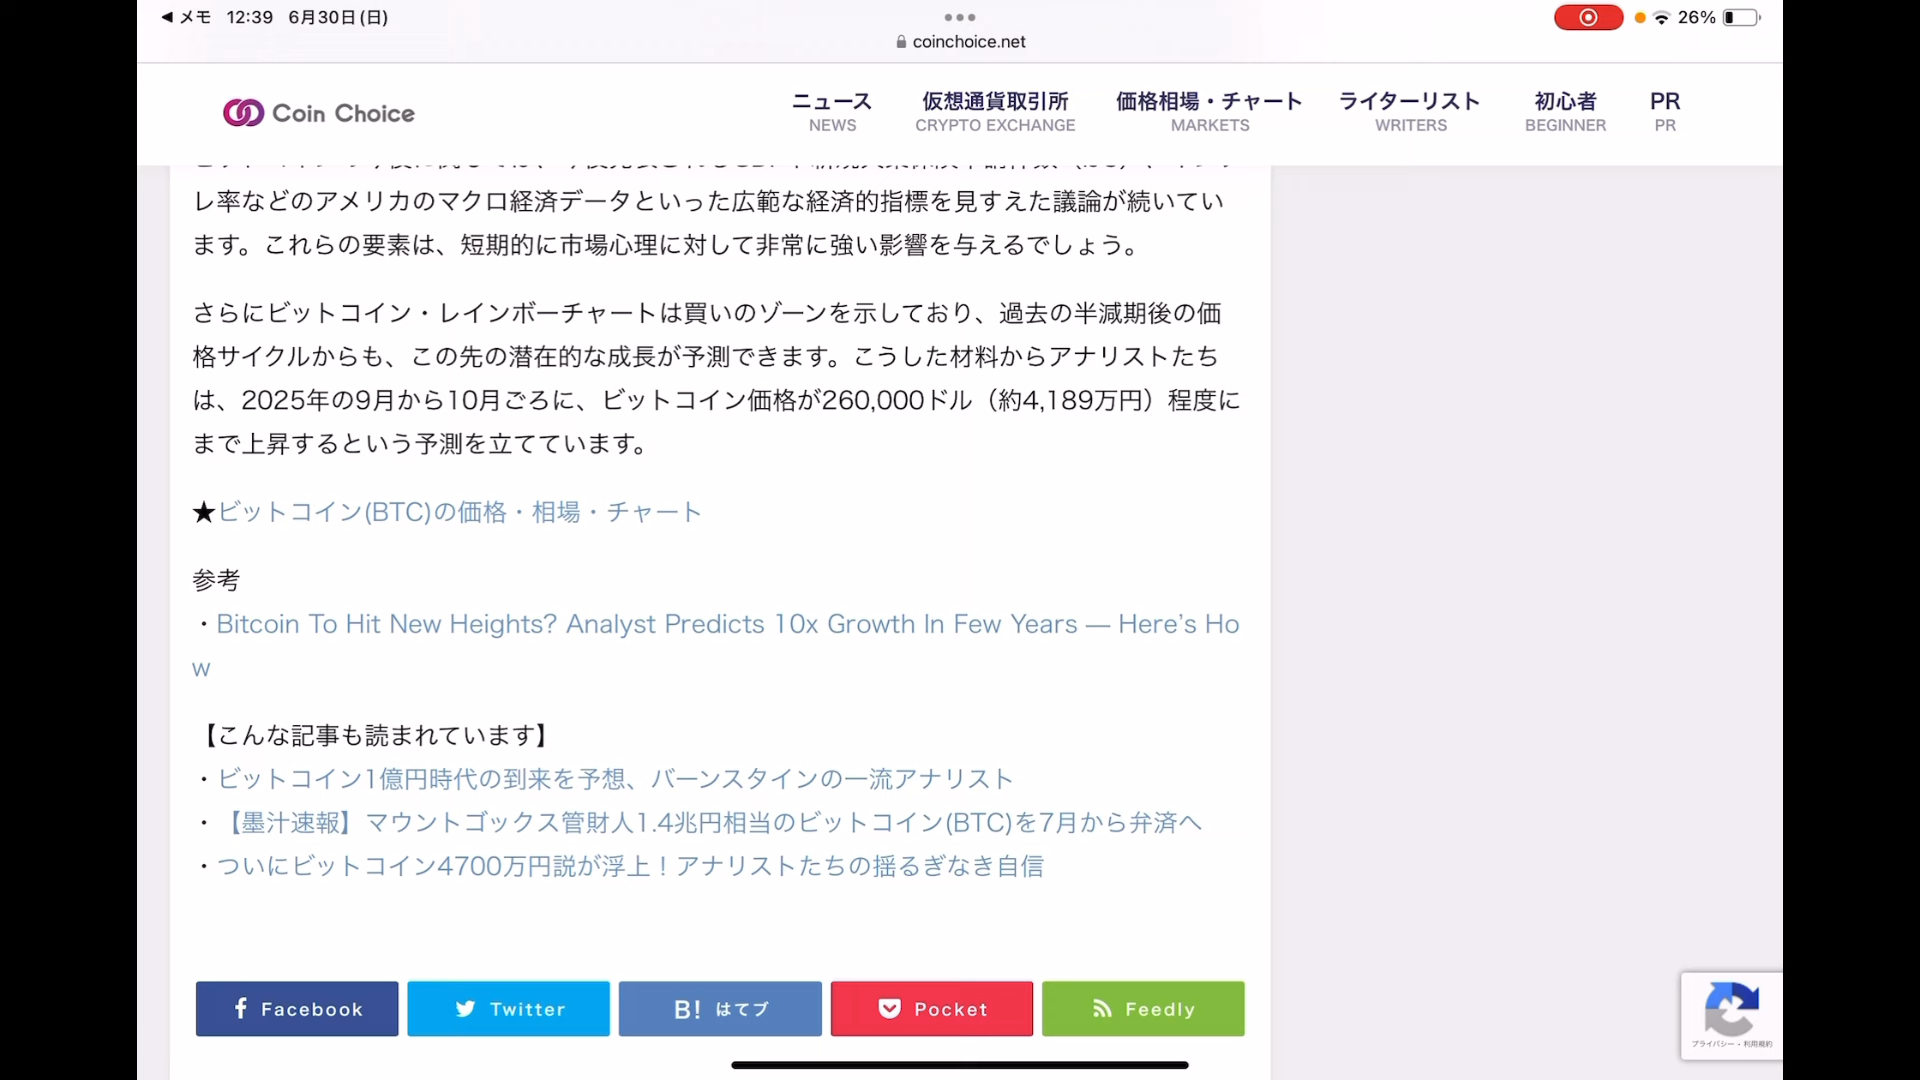 メモ 12:39 6月30日(日)
26%
coinchoice.net
Coin Choice
ニュース 仮想通貨取引所 価格相場・チャート ライターリスト 初心者 PR
NEWS CRYPTO EXCHANGE MARKETS WRITERS BEGINNER PR
レ率などのアメリカのマクロ経済データといった広範な経済的指標を見すえた議論が続いてい
ます。これらの要素は、短期的に市場心理に対して非常に強い影響を与えるでしょう。
さらにビットコイン・レインボーチャートは買いのゾーンを示しており、過去の半減期後の価
格サイクルからも、この先の潜在的な成長が予測できます。こうした材料からアナリストたち
は、2025年の9月から10月ごろに、ビットコイン価格が260,000ドル（約4,189万円）程度に
まで上昇するという予測を立てています。
★ビットコイン(BTC)の価格・相場・チャート
参考
・Bitcoin To Hit New Heights? Analyst Predicts 10x Growth In Few Years — Here’s Ho
w
【こんな記事も読まれています】
・ビットコイン1億円時代の到来を予想、バーンスタインの一流アナリスト
・【墨汁速報】マウントゴックス管財人1.4兆円相当のビットコイン(BTC)を7月から弁済へ
・ついにビットコイン4700万円説が浮上！アナリストたちの揺るぎなき自信
Facebook Twitter B! はてブ Pocket Feedly
プライバシー・利用規約